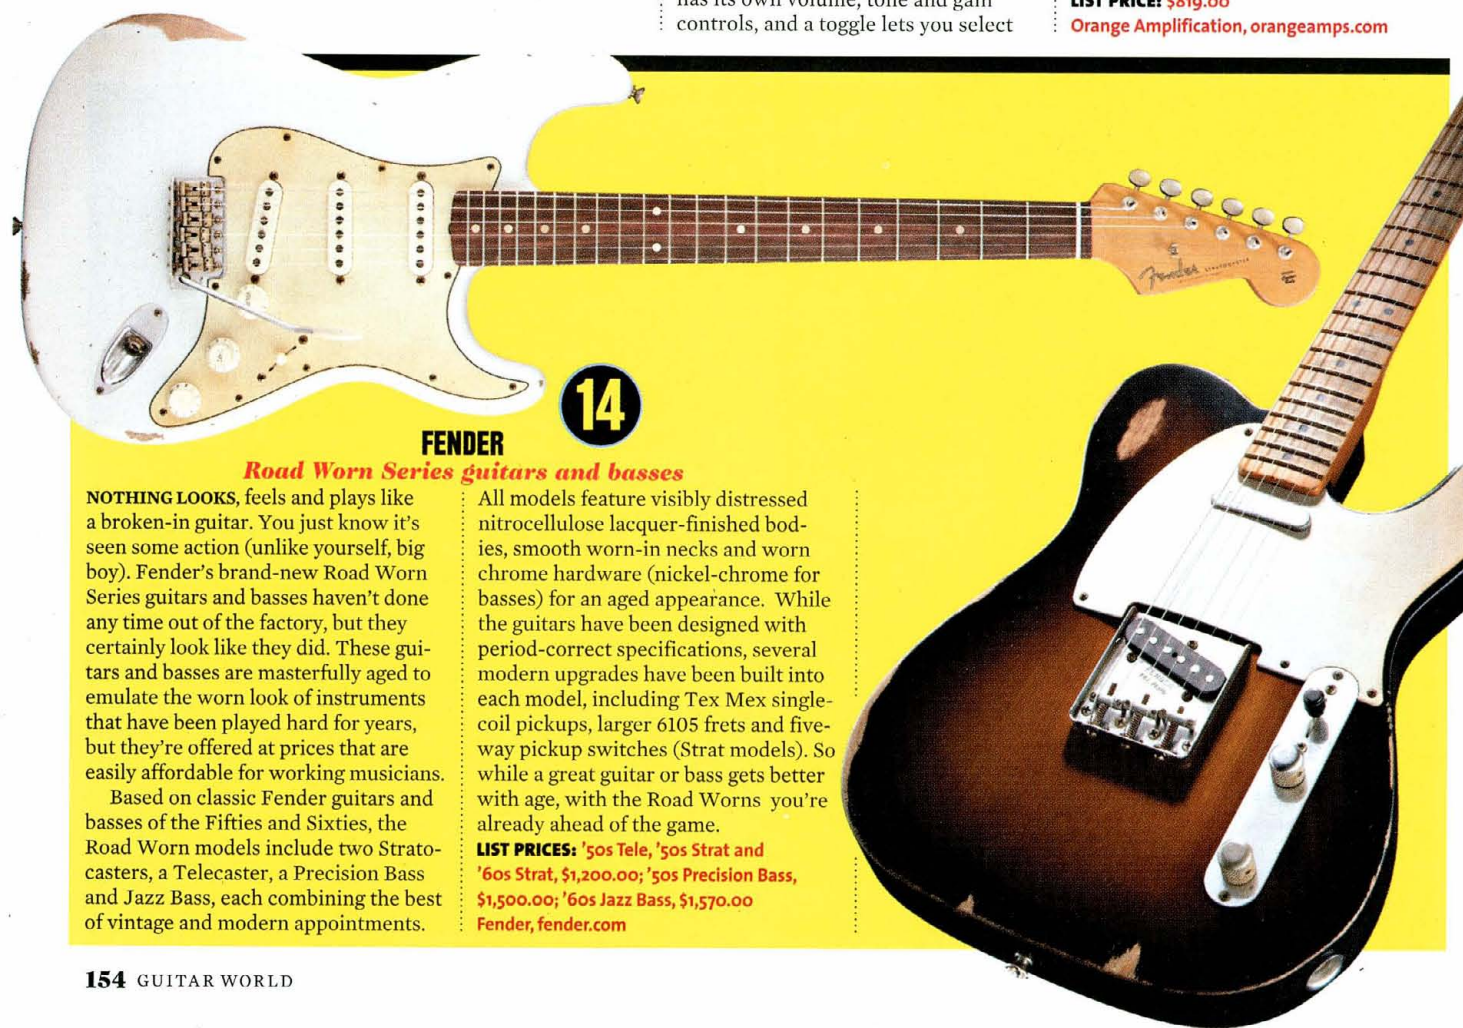 has its own volume, tone and gain
controls, and a toggle lets you select
LIST PRICE: $819.00
Orange Amplification, orangeamps.com
Fender
14
FENDER
Road Worn Series guitars and basses
NOTHING LOOKS, feels and plays like
a broken-in guitar. You just know it's
seen some action (unlike yourself, big
boy). Fender's brand-new Road Worn
Series guitars and basses haven't done
any time out of the factory, but they
certainly look like they did. These gui-
tars and basses are masterfully aged to
emulate the worn look of instruments
that have been played hard for years,
but they're offered at prices that are
easily affordable for working musicians.
Based on classic Fender guitars and
basses of the Fifties and Sixties, the
Road Worn models include two Strato-
casters, a Telecaster, a Precision Bass
and Jazz Bass, each combining the best
of vintage and modern appointments.
All models feature visibly distressed
nitrocellulose lacquer-finished bod-
ies, smooth worn-in necks and worn
chrome hardware (nickel-chrome for
basses) for an aged appearance. While
the guitars have been designed with
period-correct specifications, several
modern upgrades have been built into
each model, including Tex Mex single-
coil pickups, larger 6105 frets and five-
way pickup switches (Strat models). So
while a great guitar or bass gets better
with age, with the Road Worns you're
already ahead of the game.
LIST PRICES: '50s Tele, '50s Strat and
'60s Strat, $1,200.00; '50s Precision Bass,
$1,500.00; '60s Jazz Bass, $1,570.00
Fender, fender.com
154 GUITAR WORLD